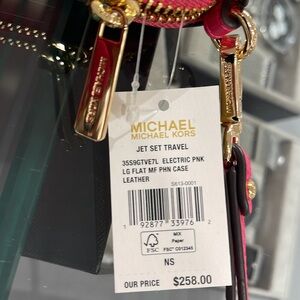 MICHAEL
MICHAEL KORS
JET SET TRAVEL
35S9GTVE7L ELECTRIC PNK
LG FLAT MF PHN CASE
LEATHER
S613-0001
1 92877 33976 2
FSC
MIX
Paper
FSC® C012345
NS
OUR PRICE $258.00